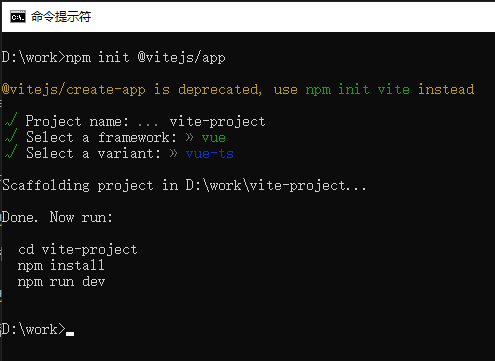 命令提示符
D:\work>npm init @vitejs/app
@vitejs/create-app is deprecated, use npm init vite instead
√ Project name: ... vite-project
√ Select a framework: » vue
√ Select a variant: » vue-ts
Scaffolding project in D:\work\vite-project...
Done. Now run:
cd vite-project
npm install
npm run dev
D:\work>